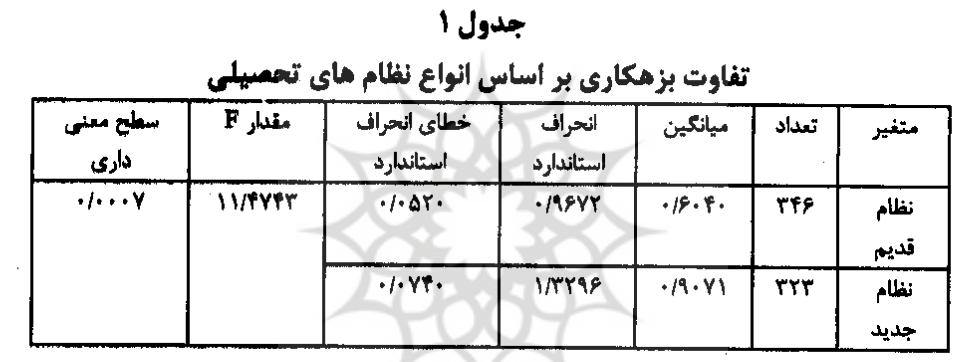 جدول ۱
تفاوت بزهکاری بر اساس انواع نظام های تحصیلی
متغیر تعداد میانگین انحراف استاندارد خطای انحراف استاندارد مقدار F سطح معنی داری
نظام قدیم ۳۴۶ ۰/۶۰۴۰ ۰/۹۶۷۲ ۰/۰۵۲۰ ۱۱/۴۷۴۳ ۰/۰۰۰۷
نظام جدید ۳۲۳ ۰/۹۰۷۱ ۱/۳۲۹۶ ۰/۰۷۴۰